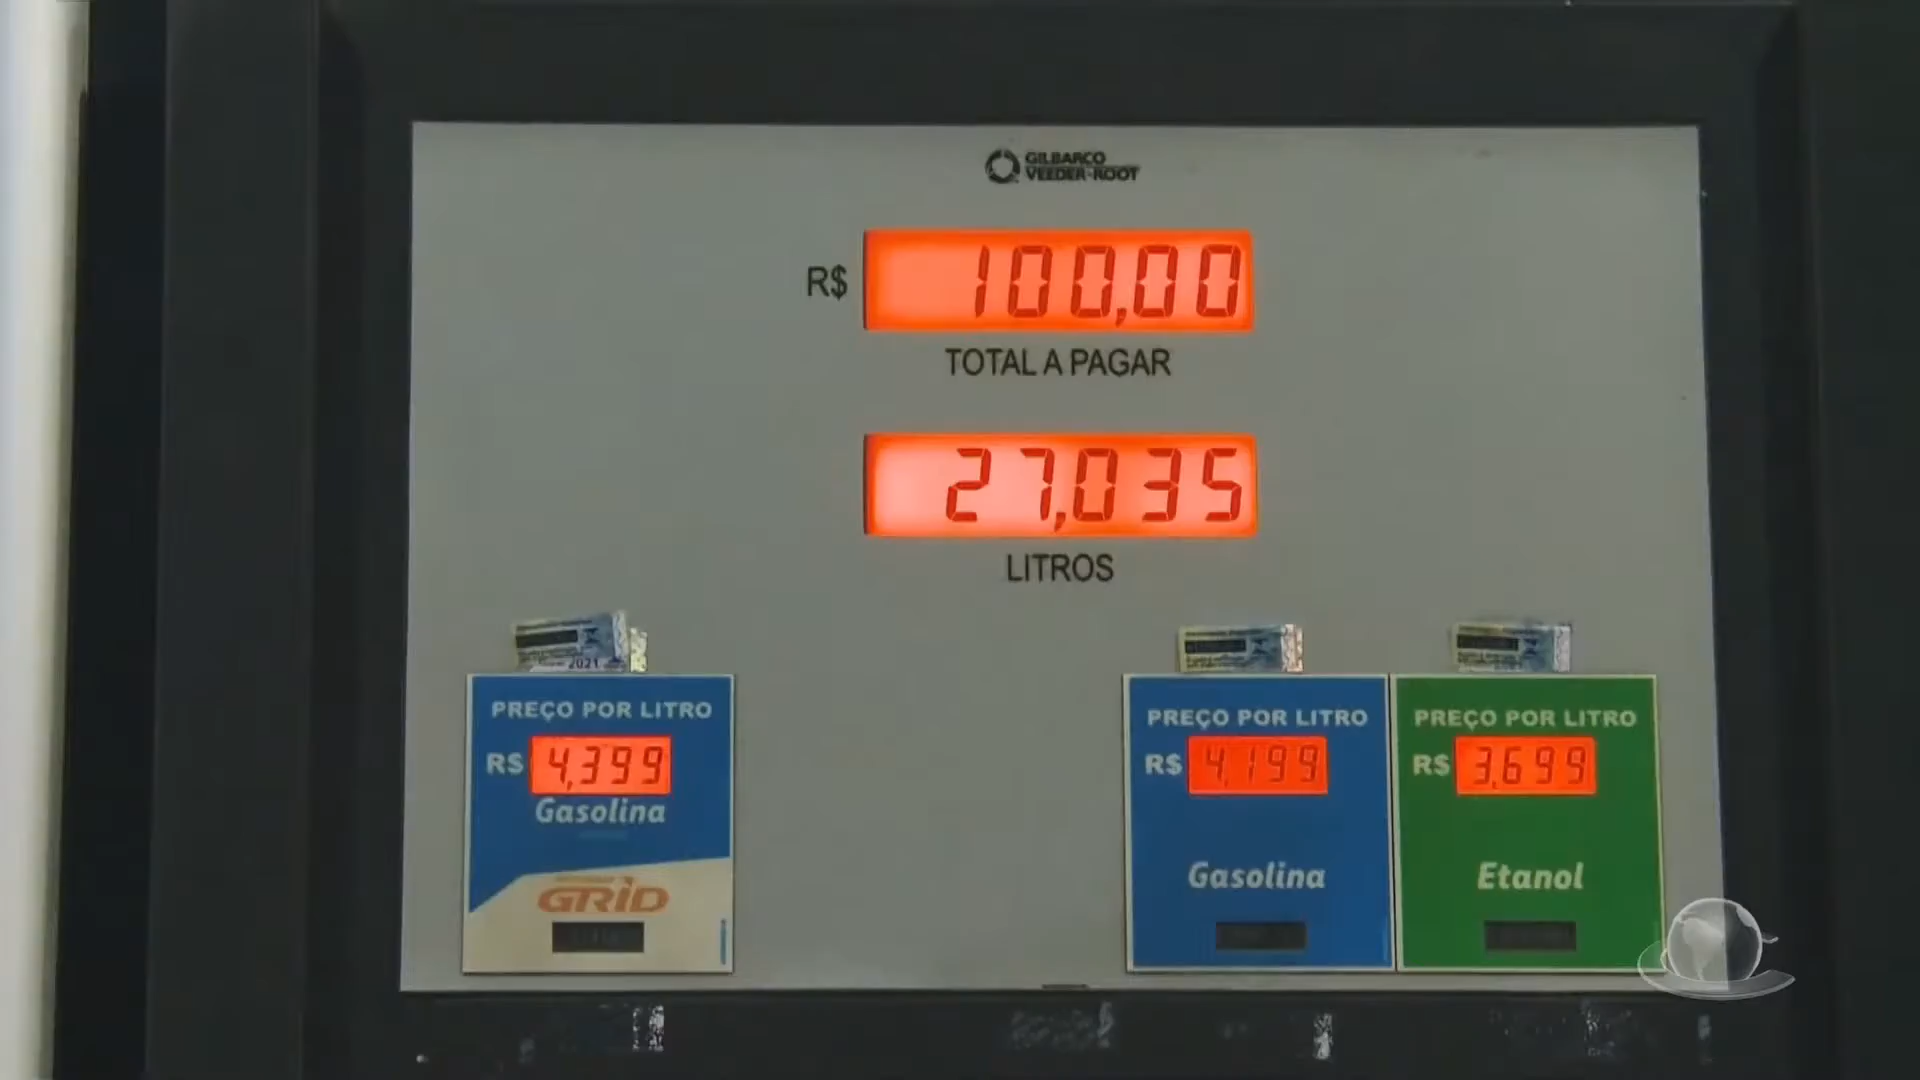 GILBARCO
VEEDER-ROOT
R$ 100,00
TOTAL A PAGAR
27,035
LITROS
2021
PREÇO POR LITRO
R$ 4,399
Gasolina
GRID
PREÇO POR LITRO
R$ 4,199
Gasolina
PREÇO POR LITRO
R$ 3,699
Etanol